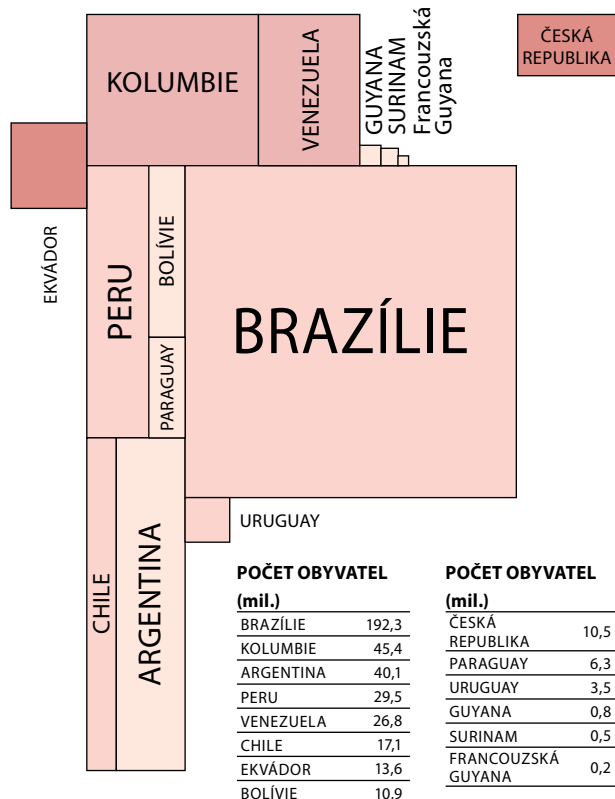 KOLUMBIE
VENEZUELA
GUYANA
SURINAM
Francouzská
Guyana
ČESKÁ
REPUBLIKA
EKVÁDOR
PERU
BOLÍVIE
PARAGUAY
BRAZÍLIE
CHILE
ARGENTINA
URUGUAY
POČET OBYVATEL
(mil.)
BRAZÍLIE 192,3
KOLUMBIE 45,4
ARGENTINA 40,1
PERU 29,5
VENEZUELA 26,8
CHILE 17,1
EKVÁDOR 13,6
BOLÍVIE 10,9
POČET OBYVATEL
(mil.)
ČESKÁ
REPUBLIKA 10,5
PARAGUAY 6,3
URUGUAY 3,5
GUYANA 0,8
SURINAM 0,5
FRANCOUZSKÁ
GUYANA 0,2